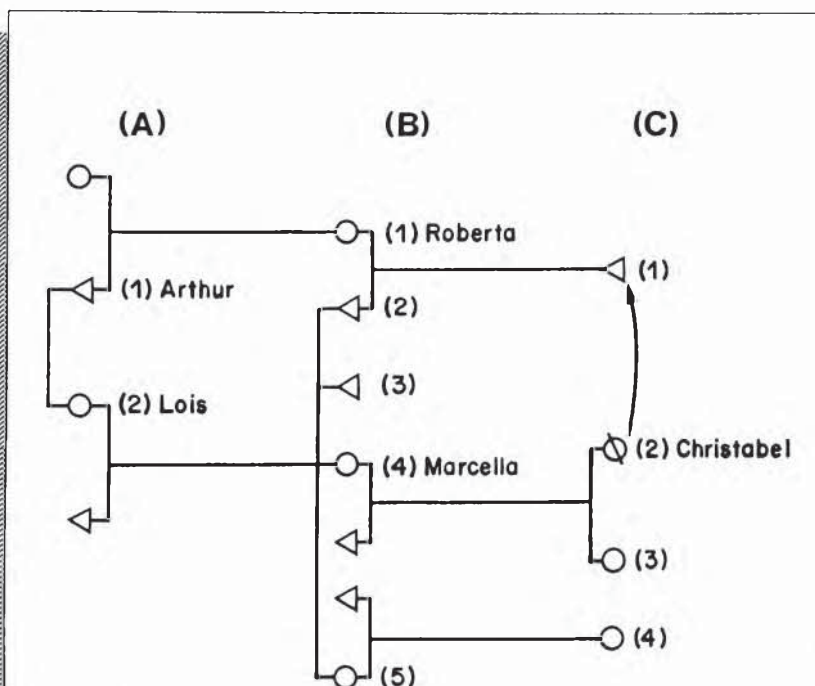 (A) (B) (C)
(1) Roberta
(1)
(1) Arthur
(2)
(3)
(2) Lois
(2) Christabel
(4) Marcella
(3)
(4)
(5)